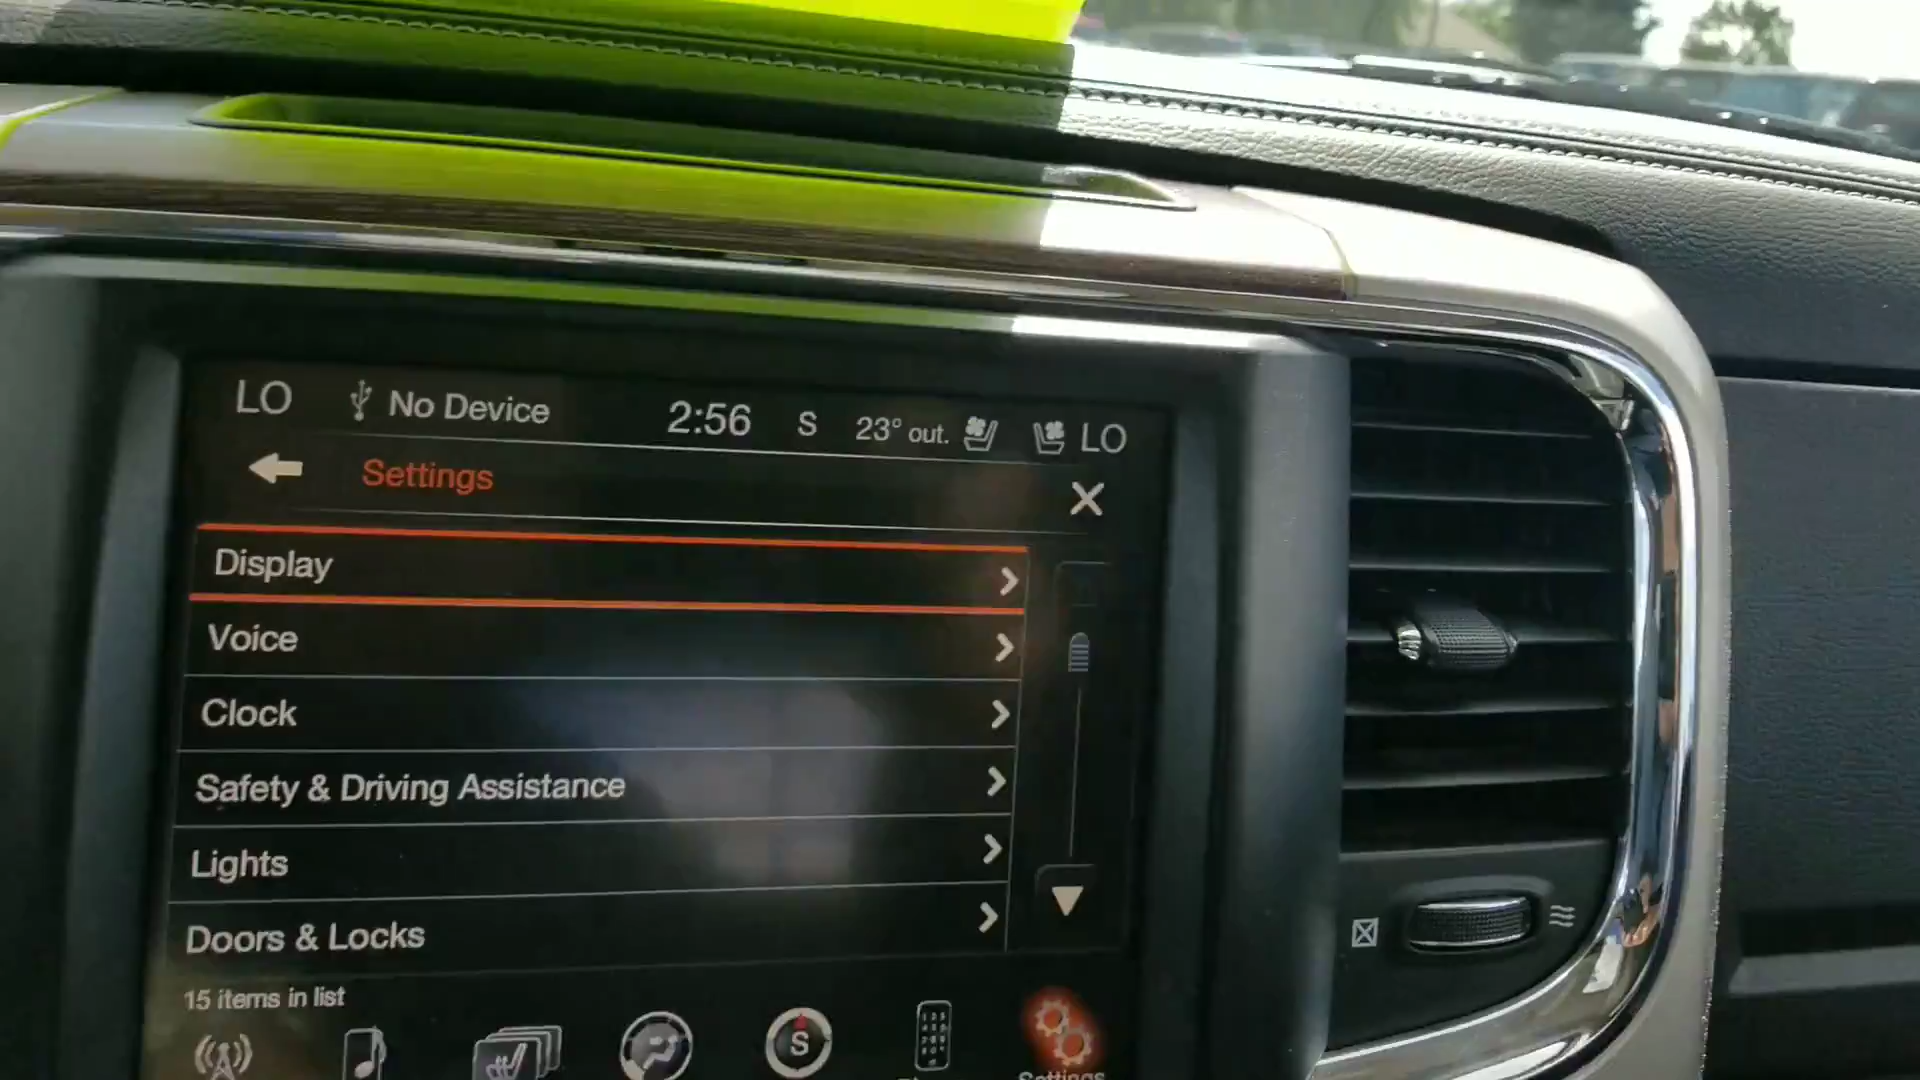 LO No Device 2:56 S 23° out. LO
Settings
Display
Voice
Clock
Safety & Driving Assistance
Lights
Doors & Locks
15 items in list
S
Settings